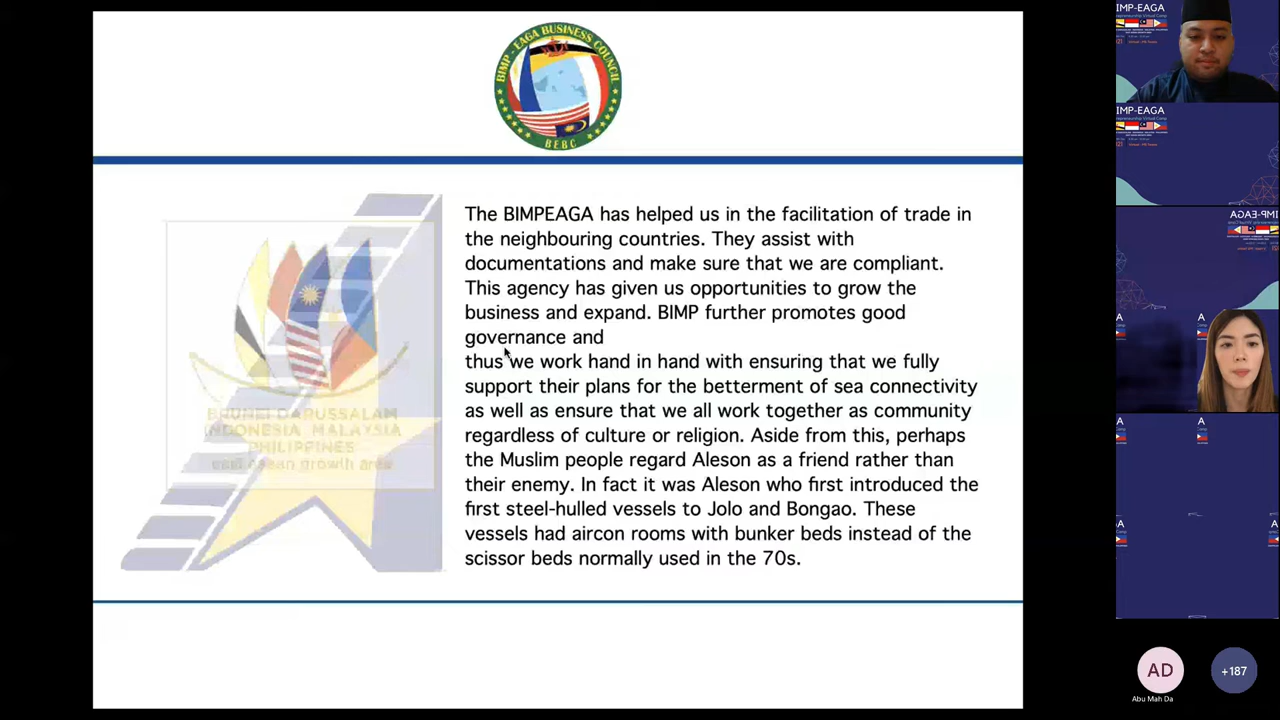 BIMP-EAGA BUSINESS COUNCIL
BEBC
The BIMPEAGA has helped us in the facilitation of trade in
the neighbouring countries. They assist with
documentations and make sure that we are compliant.
This agency has given us opportunities to grow the
business and expand. BIMP further promotes good
governance and
thus we work hand in hand with ensuring that we fully
support their plans for the betterment of sea connectivity
as well as ensure that we all work together as community
regardless of culture or religion. Aside from this, perhaps
the Muslim people regard Aleson as a friend rather than
their enemy. In fact it was Aleson who first introduced the
first steel-hulled vessels to Jolo and Bongao. These
vessels had aircon rooms with bunker beds instead of the
scissor beds normally used in the 70s.
BRUNEI DARUSSALAM
INDONESIA MALAYSIA
PHILIPPINES
east asean growth area
IMP-EAGA
IMP-EAGA
IMP-EAGA
A
A
A
A
A
AD
+187
Abu Mah Da